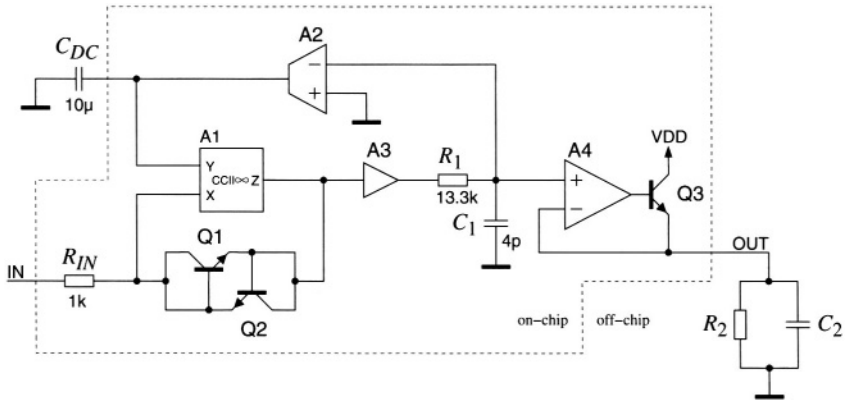 A2
C_DC
10μ
−
+
A1
Y
CCII∞ Z
X
A3
R_1
13.3k
C_1
4p
A4
+
−
VDD
Q3
OUT
IN
R_IN
1k
Q1
Q2
on-chip
off-chip
R_2
C_2